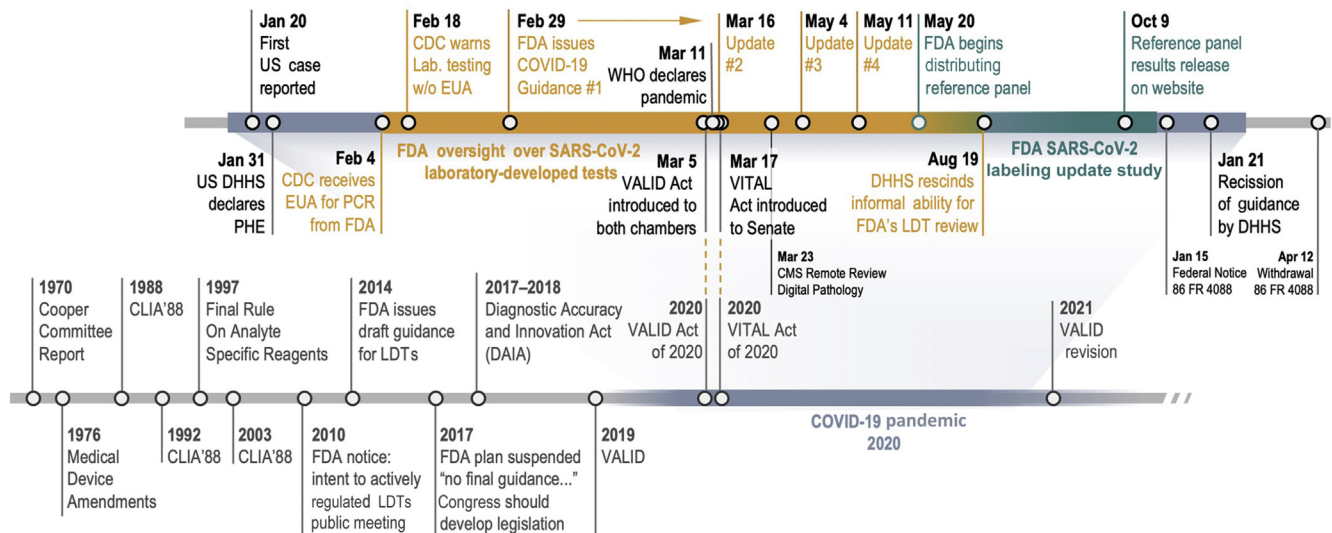 Jan 20
First
US case
reported
Feb 18
CDC warns
Lab. testing
w/o EUA
Feb 29
FDA issues
COVID-19
Guidance #1
Mar 11
WHO declares
pandemic
Mar 16
Update
#2
May 4
Update
#3
May 11
Update
#4
May 20
FDA begins
distributing
reference panel
Oct 9
Reference panel
results release
on website
Jan 31
US DHHS
declares
PHE
Feb 4
CDC receives
EUA for PCR
from FDA
FDA oversight over SARS-CoV-2
laboratory-developed tests
Mar 5
VALID Act
introduced to
both chambers
Mar 17
VITAL
Act introduced
to Senate
Mar 23
CMS Remote Review
Digital Pathology
Aug 19
DHHS rescinds
informal ability for
FDA's LDT review
FDA SARS-CoV-2
labeling update study
Jan 15
Federal Notice
86 FR 4088
Jan 21
Recission
of guidance
by DHHS
Apr 12
Withdrawal
86 FR 4088
1970
Cooper
Committee
Report
1988
CLIA'88
1997
Final Rule
On Analyte
Specific Reagents
2014
FDA issues
draft guidance
for LDTs
2017–2018
Diagnostic Accuracy
and Innovation Act
(DAIA)
2020
VALID Act
of 2020
2020
VITAL Act
of 2020
2021
VALID
revision
1976
Medical
Device
Amendments
1992
CLIA'88
2003
CLIA'88
2010
FDA notice:
intent to actively
regulated LDTs
public meeting
2017
FDA plan suspended
“no final guidance...”
Congress should
develop legislation
2019
VALID
COVID-19 pandemic
2020